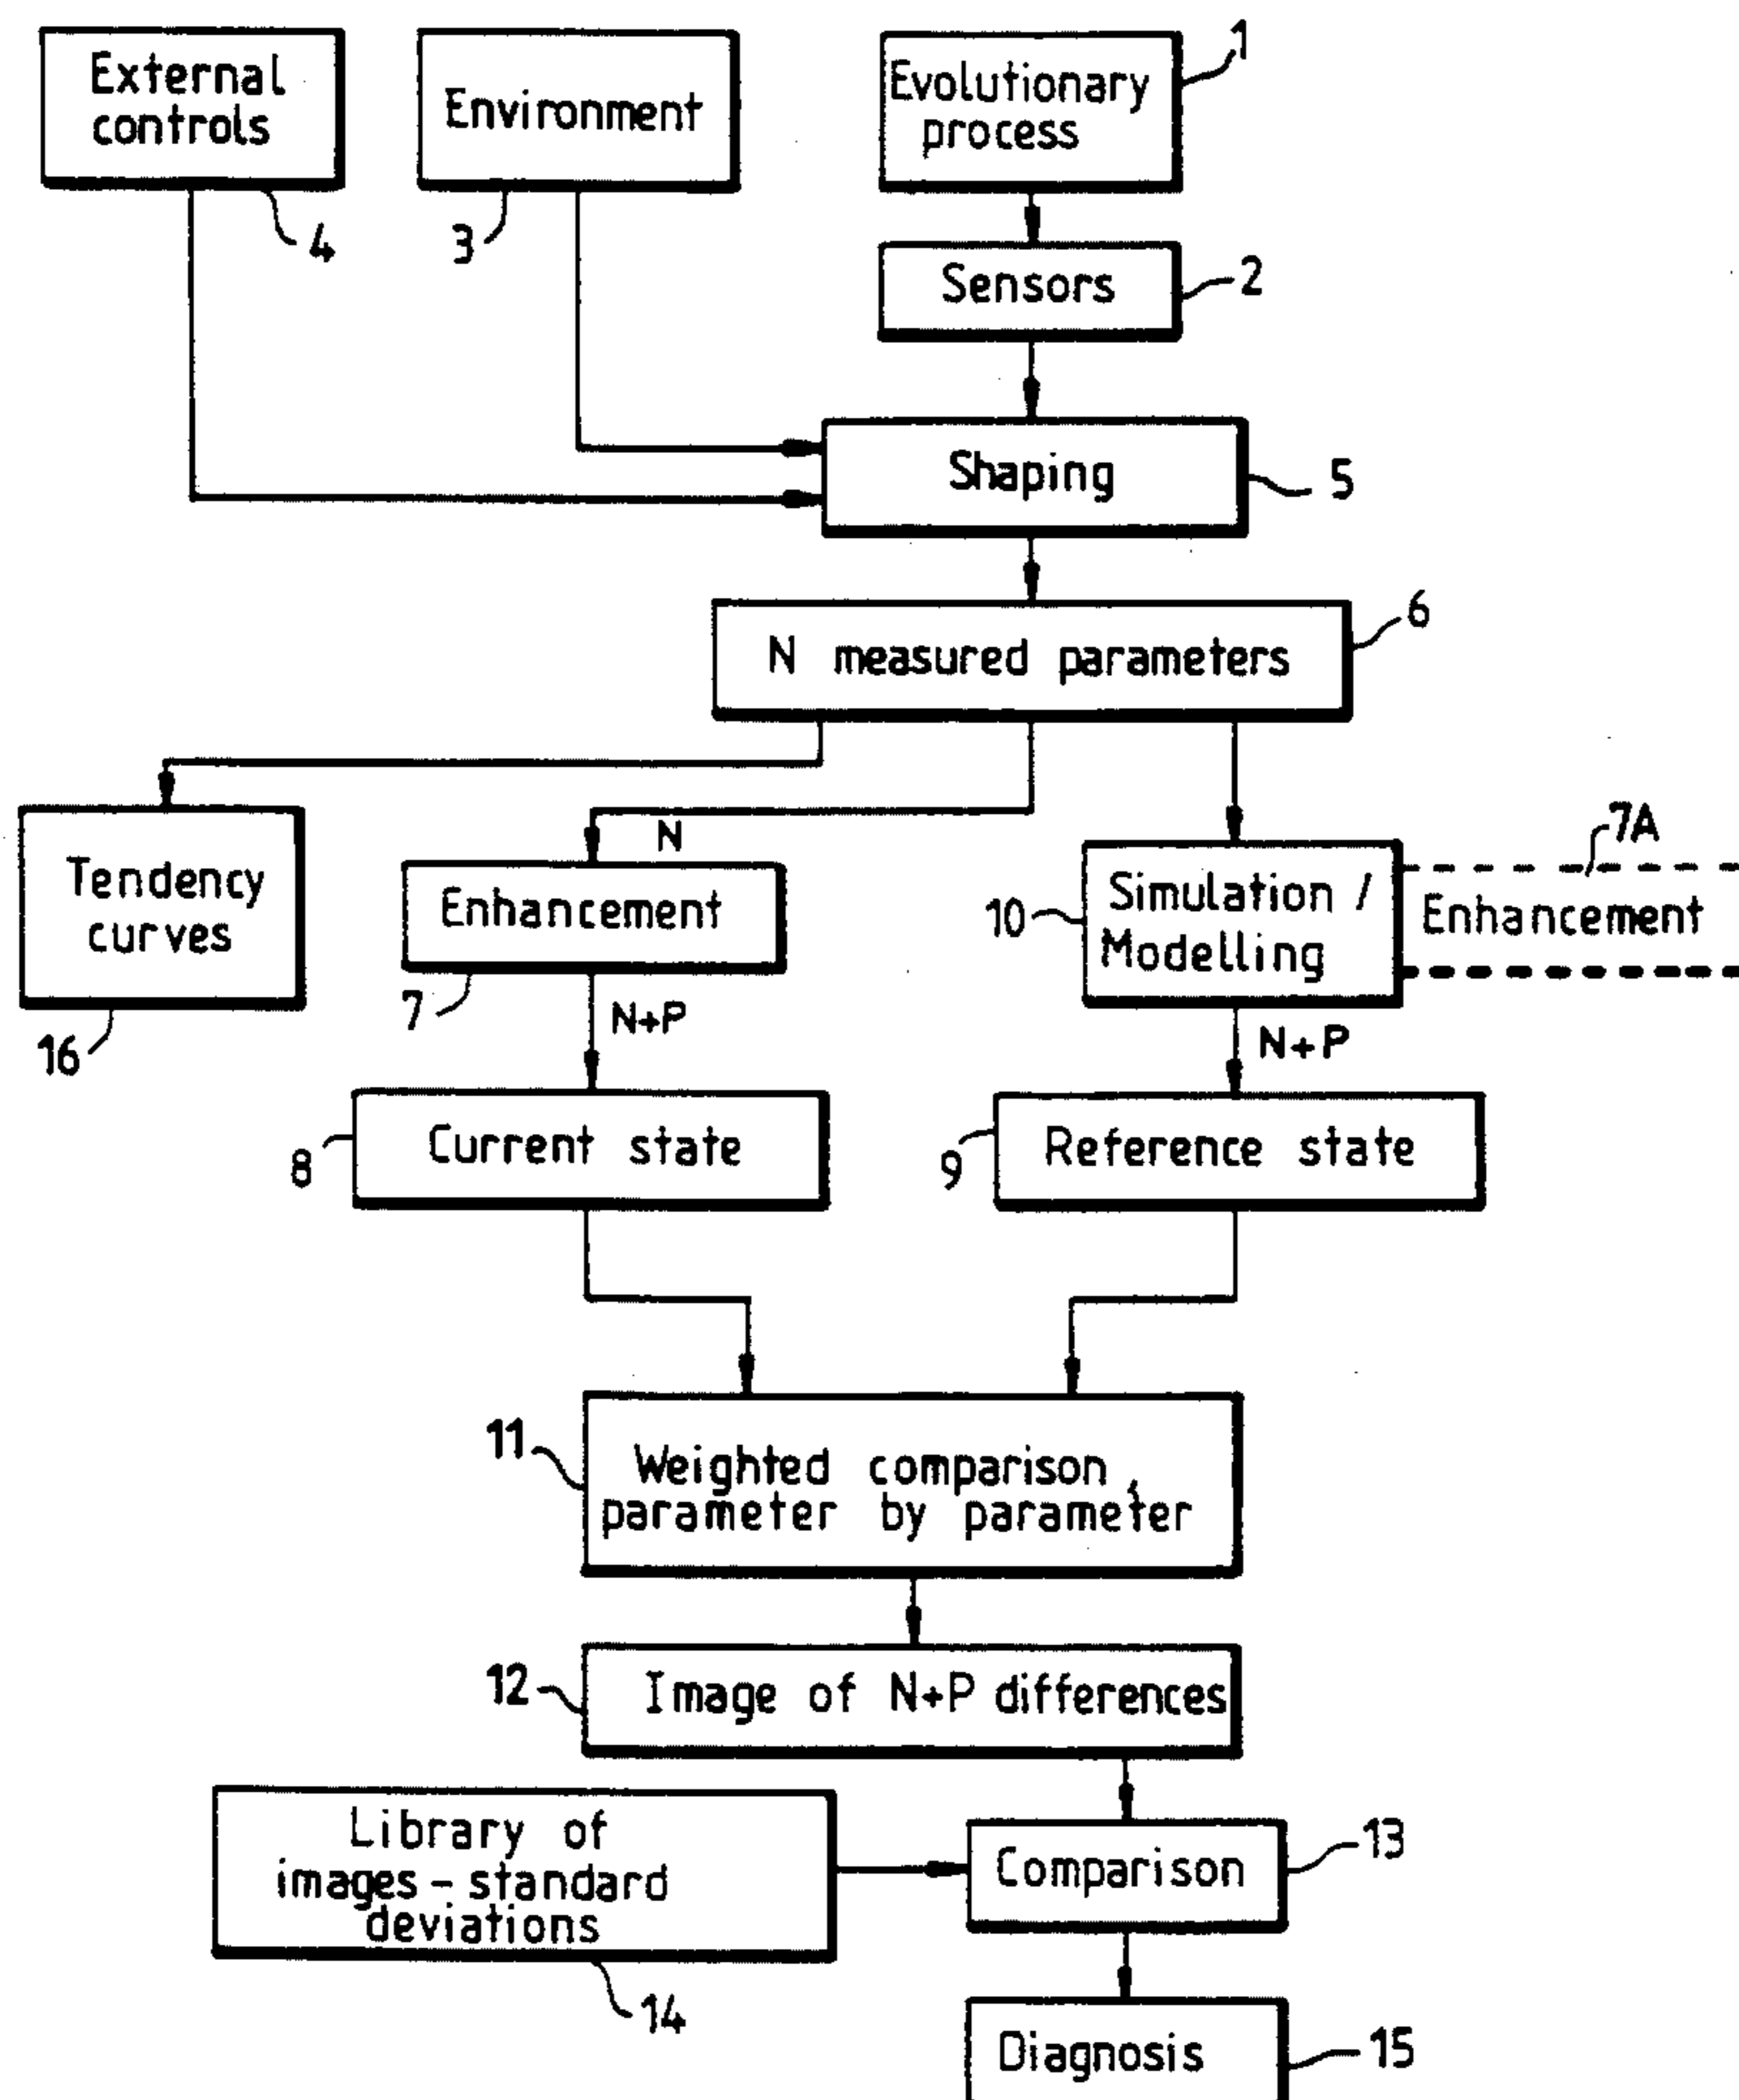 External
controls
4
Environment
3
Evolutionary
process
1
Sensors
2
Shaping
5
N measured parameters
6
Tendency
curves
16
N
Enhancement
7
N+P
10
Simulation /
Modelling
7A
Enhancement
N+P
8
Current state
9
Reference state
11
Weighted comparison
parameter by parameter
12
Image of N+P differences
Library of
images - standard
deviations
14
Comparison
13
Diagnosis
15